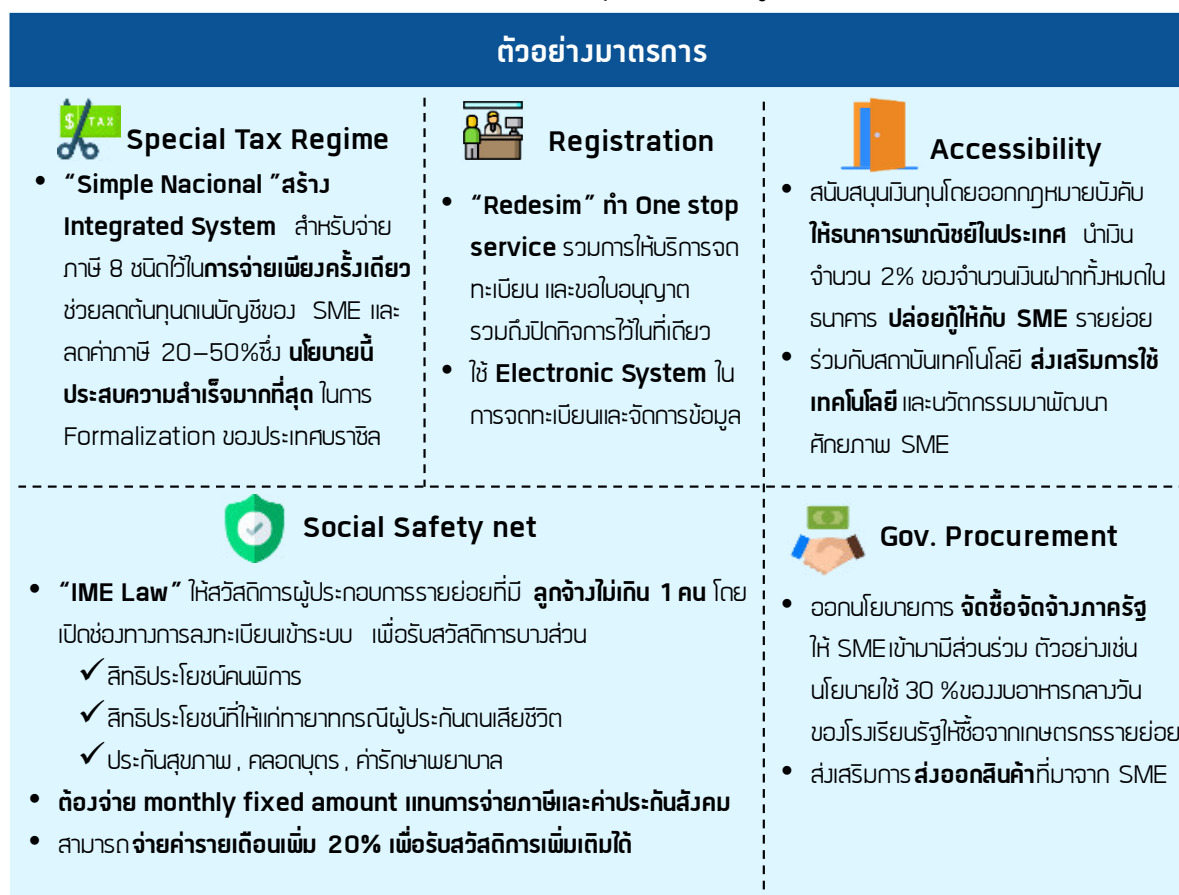 ตัวอย่างมาตรการ
$ TAX
Special Tax Regime
• “Simple Nacional ”สร้าง
Integrated System สำหรับจ่าย
ภาษี 8 ชนิดไว้ในการจ่ายเพียงครั้งเดียว
ช่วยลดต้นทุนดเนบัญชีของ SME และ
ลดค่าภาษี 20–50%ซึ่ง นโยบายนี้
ประสบความสำเร็จมากที่สุด ในการ
Formalization ของประเทศบราซิล
Registration
• “Redesim” ทำ One stop
service รวมการให้บริการจด
ทะเบียน และขอใบอนุญาต
รวมถึงปิดกิจการไว้ในที่เดียว
• ใช้ Electronic System ใน
การจดทะเบียนและจัดการข้อมูล
Accessibility
• สนับสนุนเงินทุนโดยออกกฎหมายบังคับ
ให้ธนาคารพาณิชย์ในประเทศ นำเงิน
จำนวน 2% ของจำนวนเงินฝากทั้งหมดใน
ธนาคาร ปล่อยกู้ให้กับ SME รายย่อย
• ร่วมกับสถาบันเทคโนโลยี ส่งเสริมการใช้
เทคโนโลยี และนวัตกรรมมาพัฒนา
ศักยภาพ SME
Social Safety net
• “IME Law” ให้สวัสดิการผู้ประกอบการรายย่อยที่มี ลูกจ้างไม่เกิน 1 คน โดย
เปิดช่องทางการลงทะเบียนเข้าระบบ เพื่อรับสวัสดิการบางส่วน
✓ สิทธิประโยชน์คนพิการ
✓ สิทธิประโยชน์ที่ให้แก่ทายาทกรณีผู้ประกันตนเสียชีวิต
✓ ประกันสุขภาพ , คลอดบุตร , ค่ารักษาพยาบาล
• ต้องจ่าย monthly fixed amount แทนการจ่ายภาษีและค่าประกันสังคม
• สามารถจ่ายค่ารายเดือนเพิ่ม 20% เพื่อรับสวัสดิการเพิ่มเติมได้
Gov. Procurement
• ออกนโยบายการ จัดซื้อจัดจ้างภาครัฐ
ให้ SMEเข้ามามีส่วนร่วม ตัวอย่างเช่น
นโยบายใช้ 30 %ของงบอาหารกลางวัน
ของโรงเรียนรัฐให้ซื้อจากเกษตรกรรายย่อย
• ส่งเสริมการส่งออกสินค้าที่มาจาก SME